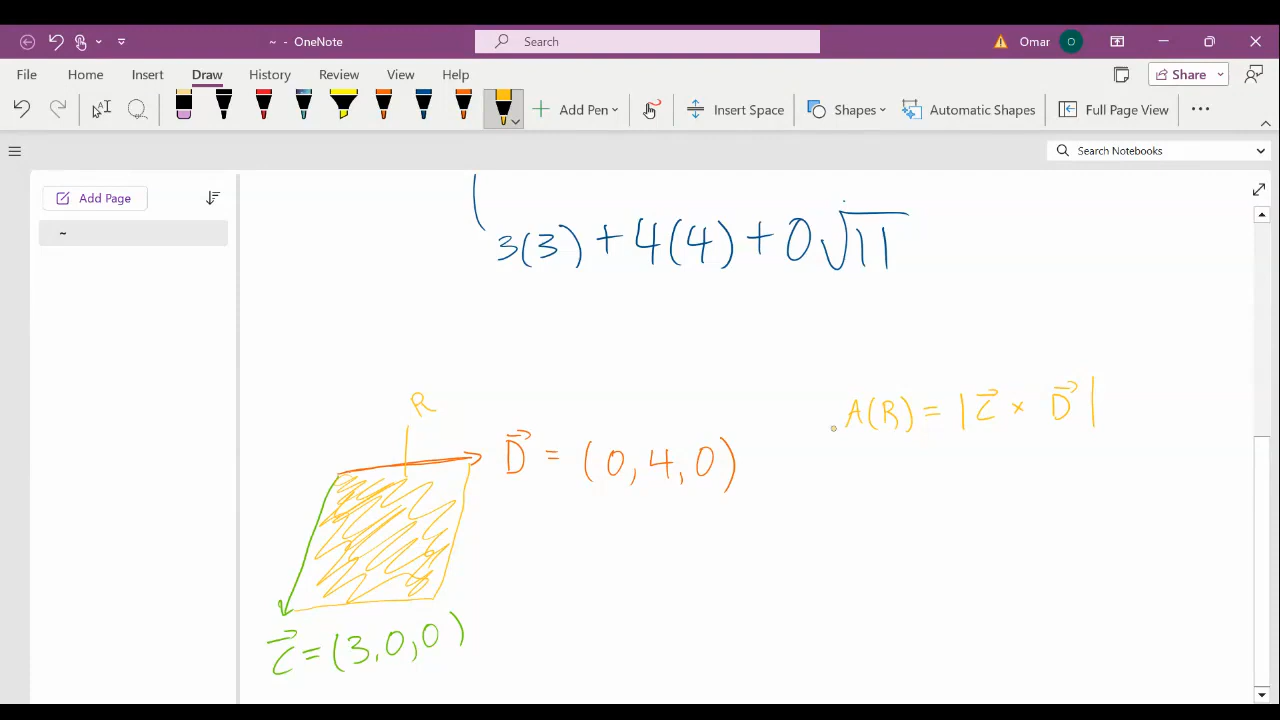 ~ - OneNote
Search
Omar
O
File
Home
Insert
Draw
History
Review
View
Help
Share
Add Pen
Insert Space
Shapes
Automatic Shapes
Full Page View
Search Notebooks
Add Page
~
3(3) + 4(4) + 0√11
R
A(R) = |C⃗ × D⃗|
D⃗ = (0, 4, 0)
C⃗ = (3, 0, 0)